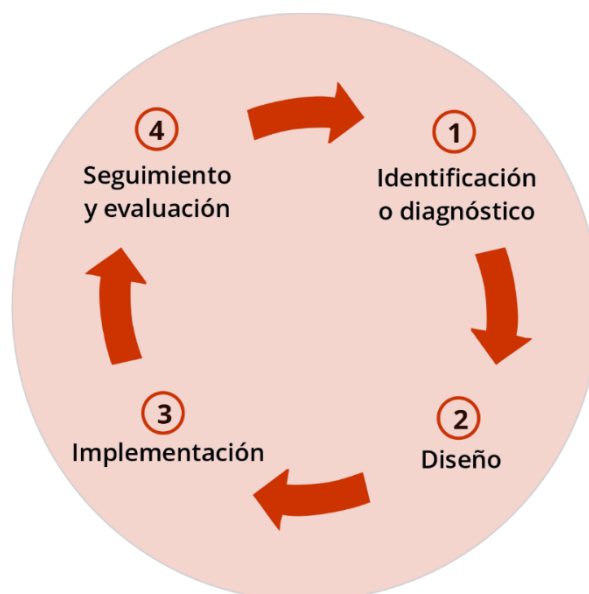 1
Identificación
o diagnóstico
2
Diseño
3
Implementación
4
Seguimiento
y evaluación